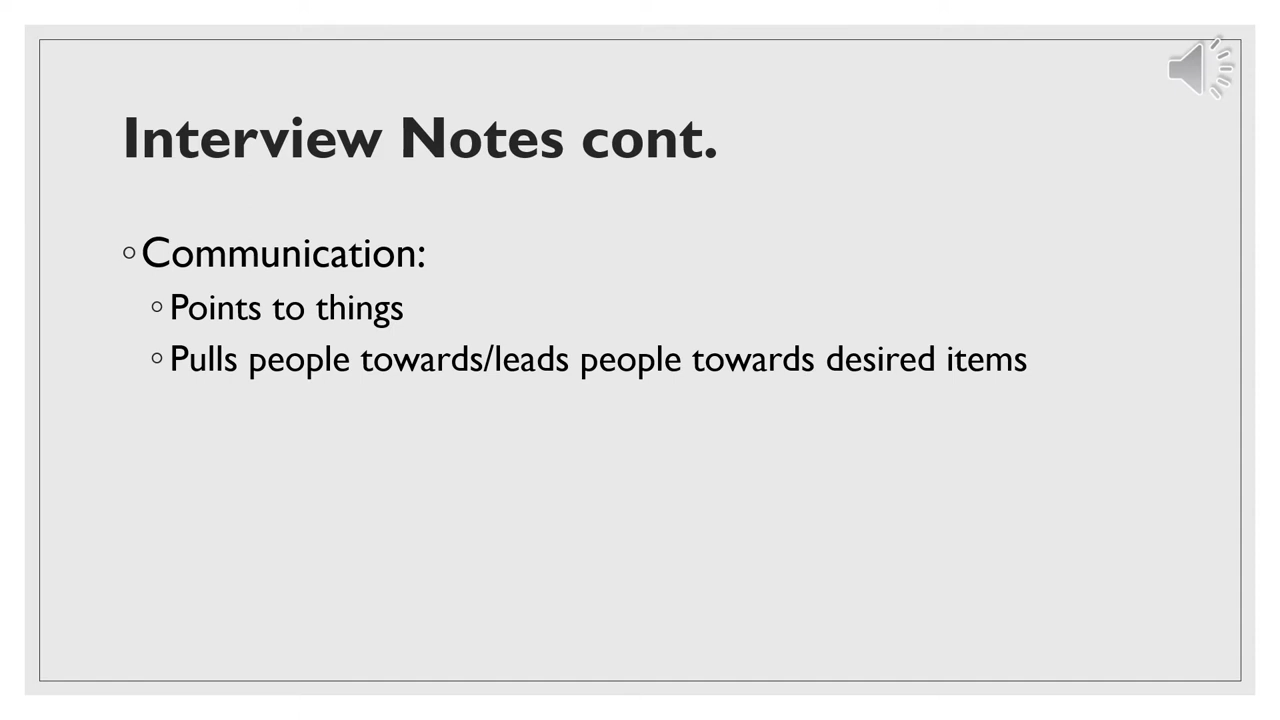 Interview Notes cont.
◦Communication:
◦Points to things
◦Pulls people towards/leads people towards desired items